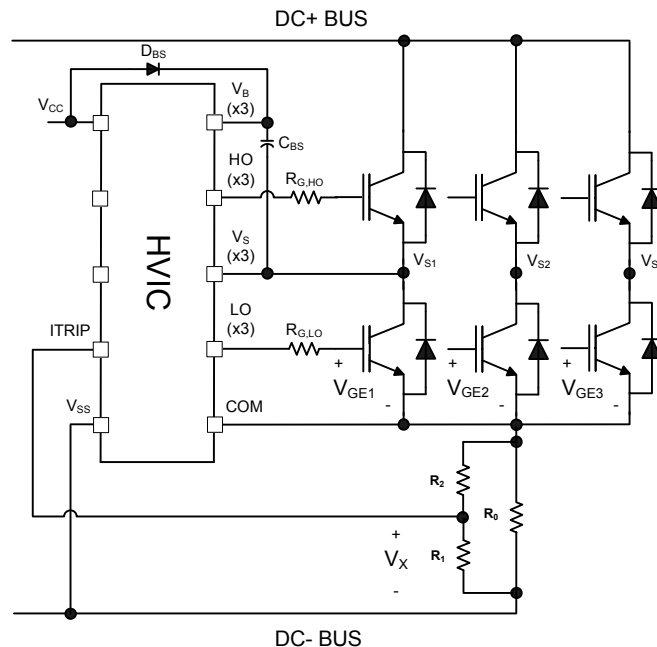 DC+ BUS
D_BS
V_CC
V_B
(x3)
C_BS
HO
(x3)
R_G,HO
HVIC
V_S
(x3)
V_S1
V_S2
V_S
ITRIP
LO
(x3)
R_G,LO
+
V_GE1
-
+
V_GE2
-
+
V_GE3
-
V_SS
COM
R_2
R_0
+
V_X
-
R_1
DC- BUS